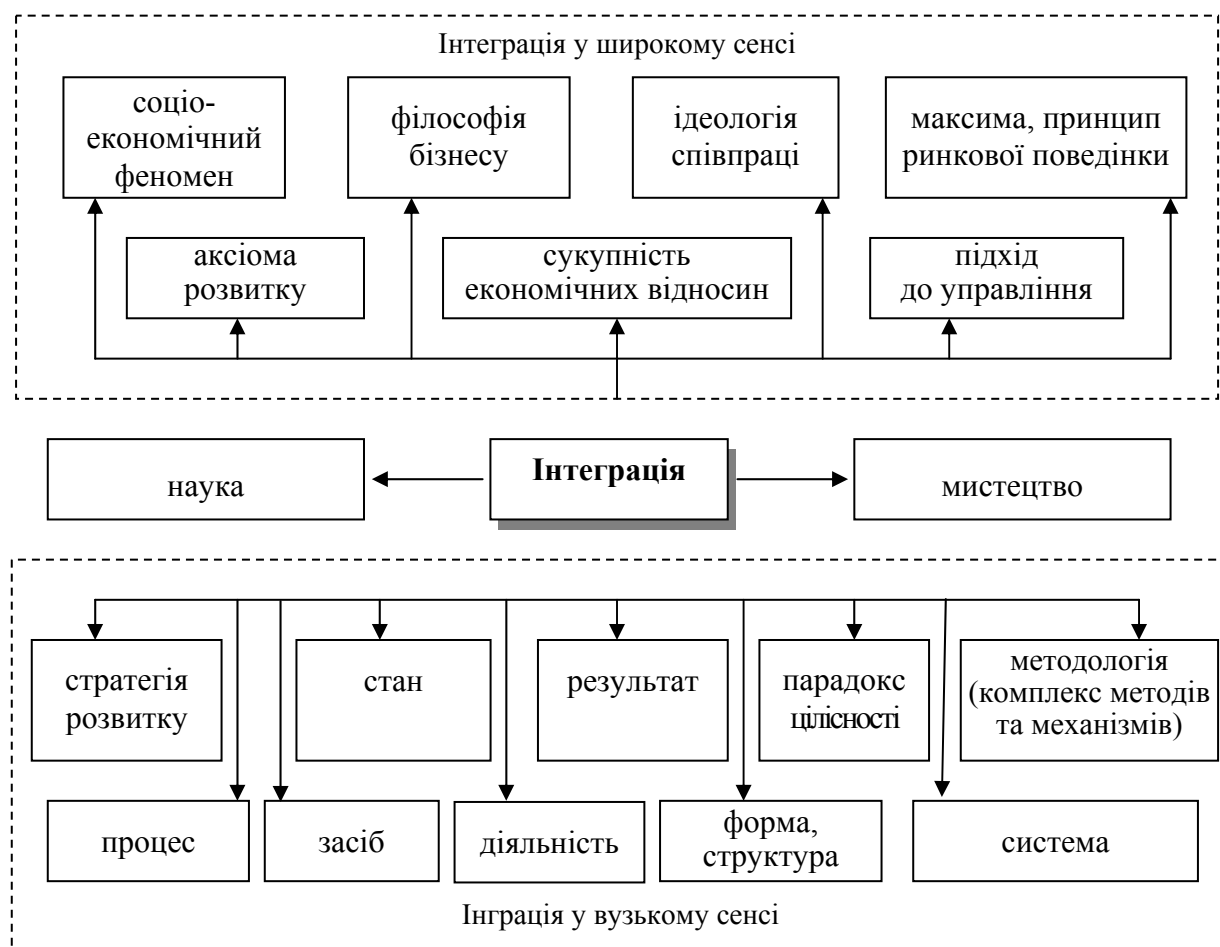 Інтеграція у широкому сенсі
соціо-
економічний
феномен
філософія
бізнесу
ідеологія
співпраці
максима, принцип
ринкової поведінки
аксіома
розвитку
сукупність
економічних відносин
підхід
до управління
наука
Інтеграція
мистецтво
стратегія
розвитку
стан
результат
парадокс
цілісності
методологія
(комплекс методів
та механізмів)
процес
засіб
діяльність
форма,
структура
система
Інграція у вузькому сенсі